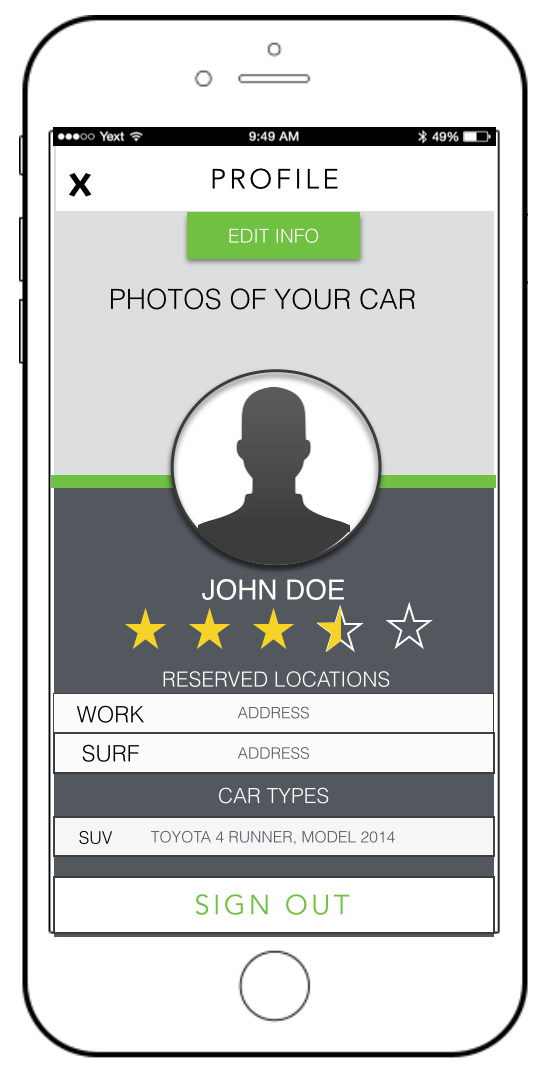 Yext 9:49 AM 49%
X PROFILE
EDIT INFO
PHOTOS OF YOUR CAR
JOHN DOE
RESERVED LOCATIONS
WORK ADDRESS
SURF ADDRESS
CAR TYPES
SUV TOYOTA 4 RUNNER, MODEL 2014
SIGN OUT